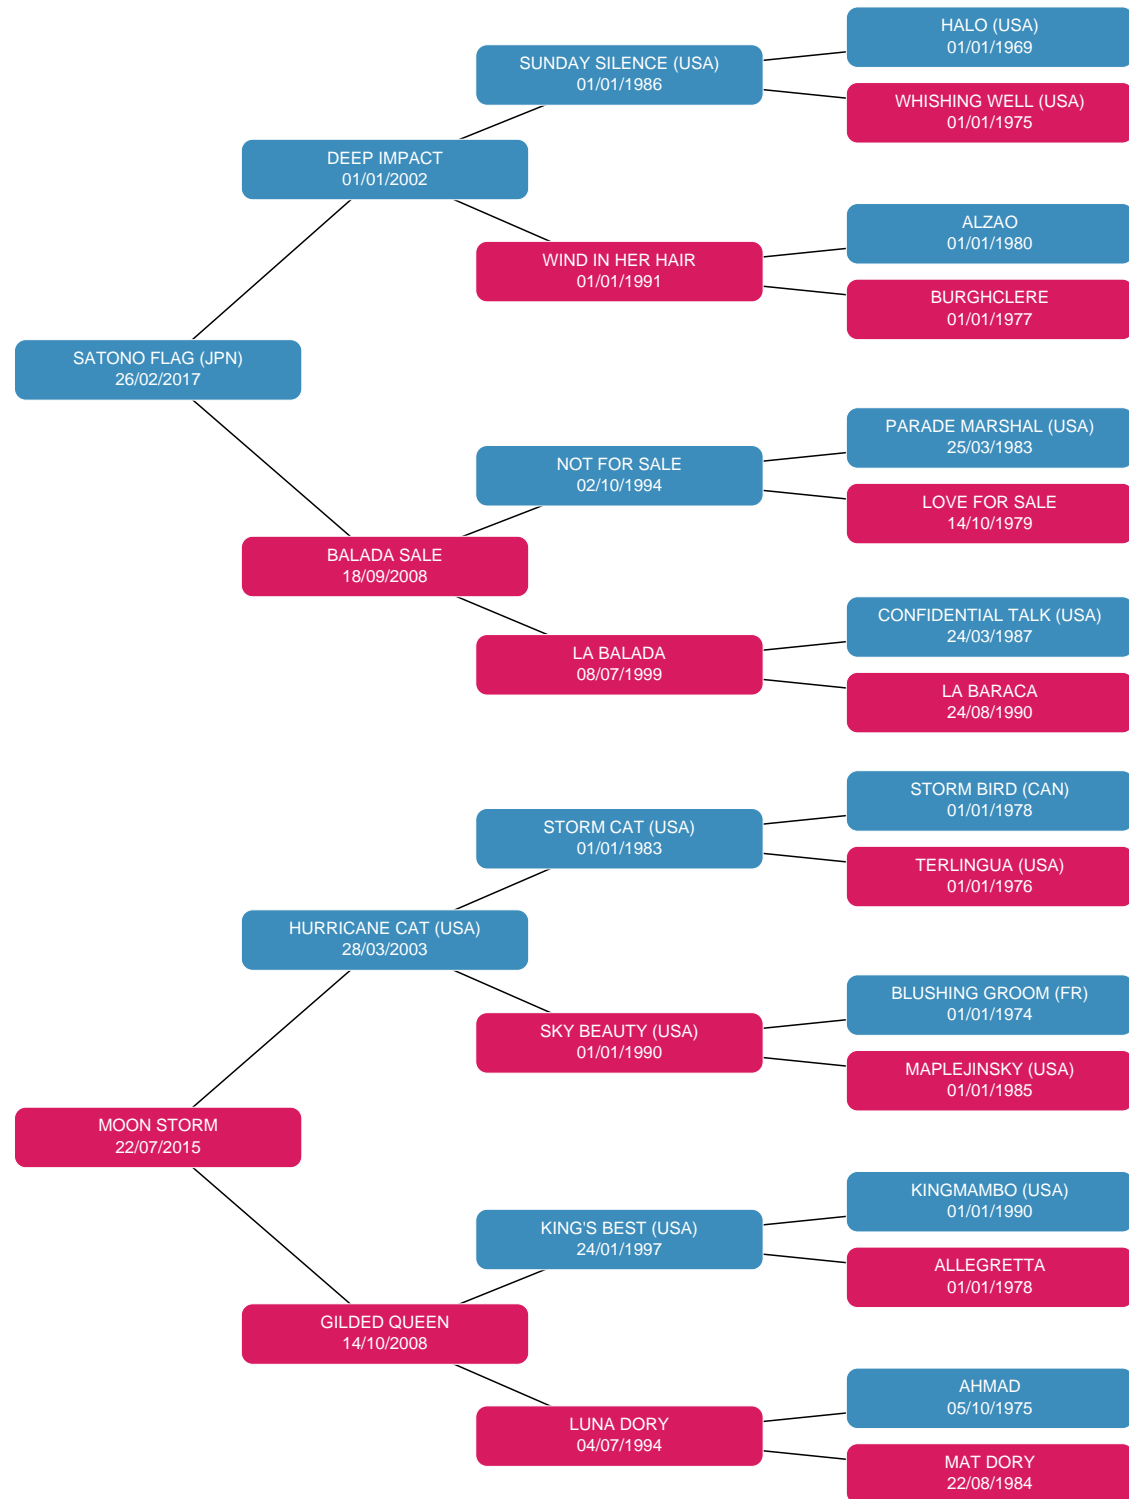 HALO (USA)
01/01/1969
SUNDAY SILENCE (USA)
01/01/1986
WHISHING WELL (USA)
01/01/1975
DEEP IMPACT
01/01/2002
ALZAO
01/01/1980
WIND IN HER HAIR
01/01/1991
BURGHCLERE
01/01/1977
SATONO FLAG (JPN)
26/02/2017
PARADE MARSHAL (USA)
25/03/1983
NOT FOR SALE
02/10/1994
LOVE FOR SALE
14/10/1979
BALADA SALE
18/09/2008
CONFIDENTIAL TALK (USA)
24/03/1987
LA BALADA
08/07/1999
LA BARACA
24/08/1990
STORM BIRD (CAN)
01/01/1978
STORM CAT (USA)
01/01/1983
TERLINGUA (USA)
01/01/1976
HURRICANE CAT (USA)
28/03/2003
BLUSHING GROOM (FR)
01/01/1974
SKY BEAUTY (USA)
01/01/1990
MAPLEJINSKY (USA)
01/01/1985
MOON STORM
22/07/2015
KINGMAMBO (USA)
01/01/1990
KING'S BEST (USA)
24/01/1997
ALLEGRETTA
01/01/1978
GILDED QUEEN
14/10/2008
AHMAD
05/10/1975
LUNA DORY
04/07/1994
MAT DORY
22/08/1984